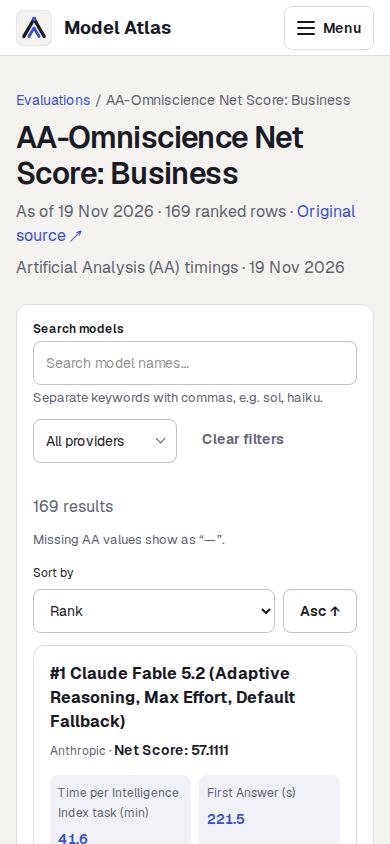 Model Atlas
Menu
Evaluations / AA-Omniscience Net Score: Business
AA-Omniscience Net
Score: Business
As of 19 Nov 2026 · 169 ranked rows · Original
source ↗
Artificial Analysis (AA) timings · 19 Nov 2026
Search models
Search model names…
Separate keywords with commas, e.g. sol, haiku.
All providers
Clear filters
169 results
Missing AA values show as “—”.
Sort by
Rank
Asc ↑
#1 Claude Fable 5.2 (Adaptive
Reasoning, Max Effort, Default
Fallback)
Anthropic · Net Score: 57.1111
Time per Intelligence
Index task (min)
41.6
First Answer (s)
221.5